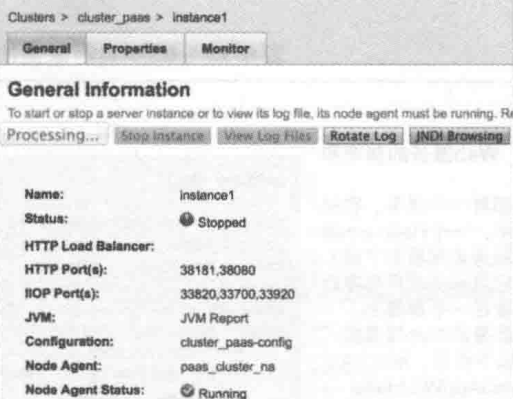 Clusters > cluster_paas > instance1
General Properties Monitor
General Information
To start or stop a server instance or to view its log file, its node agent must be running. Re
Processing... Stop Instance View Log Files Rotate Log JNDI Browsing
Name: instance1
Status: Stopped
HTTP Load Balancer:
HTTP Port(s): 38181,38080
IIOP Port(s): 33820,33700,33920
JVM: JVM Report
Configuration: cluster_paas-config
Node Agent: paas_cluster_na
Node Agent Status: Running